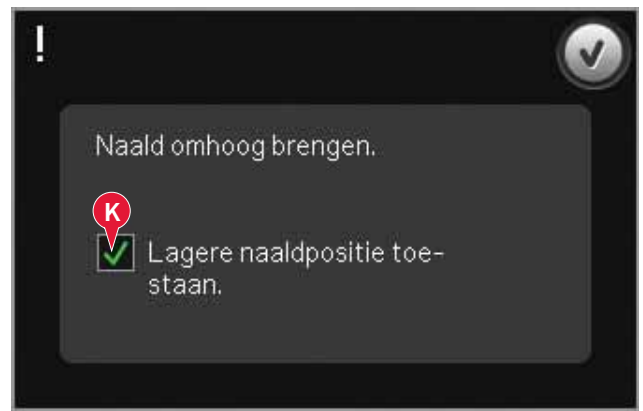 !
Naald omhoog brengen.
K
Lagere naaldpositie toe-
staan.